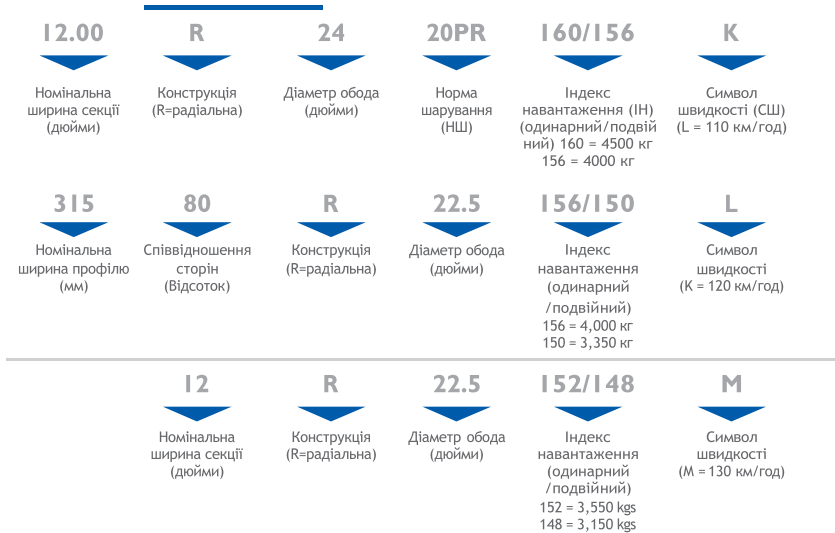 12.00 R 24 20PR 160/156 K
Номінальна
ширина секції
(дюйми)
Конструкція
(R=радіальна)
Діаметр обода
(дюйми)
Норма
шарування
(НШ)
Індекс
навантаження (ІН)
(одинарний/подвій
ний) 160 = 4500 кг
156 = 4000 кг
Символ
швидкості (СШ)
(L = 110 км/год)
315 80 R 22.5 156/150 L
Номінальна
ширина профілю
(мм)
Співвідношення
сторін
(Відсоток)
Конструкція
(R=радіальна)
Діаметр обода
(дюйми)
Індекс
навантаження
(одинарний
/подвійний)
156 = 4,000 кг
150 = 3,350 кг
Символ
швидкості
(K = 120 км/год)
12 R 22.5 152/148 M
Номінальна
ширина секції
(дюйми)
Конструкція
(R=радіальна)
Діаметр обода
(дюйми)
Індекс
навантаження
(одинарний
/подвійний)
152 = 3,550 kgs
148 = 3,150 kgs
Символ
швидкості
(M = 130 км/год)